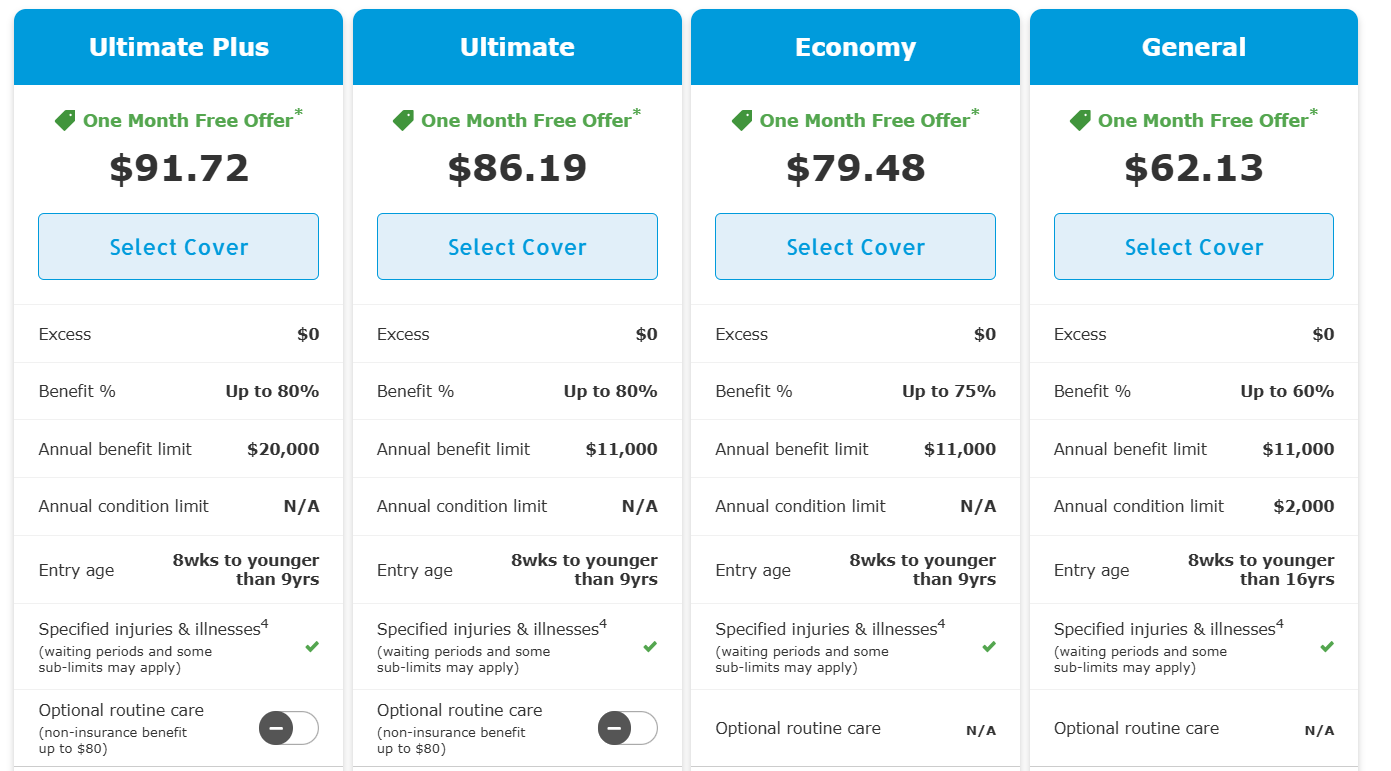 Ultimate Plus
One Month Free Offer*
$91.72
Select Cover
Excess $0
Benefit % Up to 80%
Annual benefit limit $20,000
Annual condition limit N/A
Entry age 8wks to younger
than 9yrs
Specified injuries & illnesses4
(waiting periods and some
sub-limits may apply)
Optional routine care
(non-insurance benefit
up to $80)
Ultimate
One Month Free Offer*
$86.19
Select Cover
Excess $0
Benefit % Up to 80%
Annual benefit limit $11,000
Annual condition limit N/A
Entry age 8wks to younger
than 9yrs
Specified injuries & illnesses4
(waiting periods and some
sub-limits may apply)
Optional routine care
(non-insurance benefit
up to $80)
Economy
One Month Free Offer*
$79.48
Select Cover
Excess $0
Benefit % Up to 75%
Annual benefit limit $11,000
Annual condition limit N/A
Entry age 8wks to younger
than 9yrs
Specified injuries & illnesses4
(waiting periods and some
sub-limits may apply)
Optional routine care N/A
General
One Month Free Offer*
$62.13
Select Cover
Excess $0
Benefit % Up to 60%
Annual benefit limit $11,000
Annual condition limit $2,000
Entry age 8wks to younger
than 16yrs
Specified injuries & illnesses4
(waiting periods and some
sub-limits may apply)
Optional routine care N/A